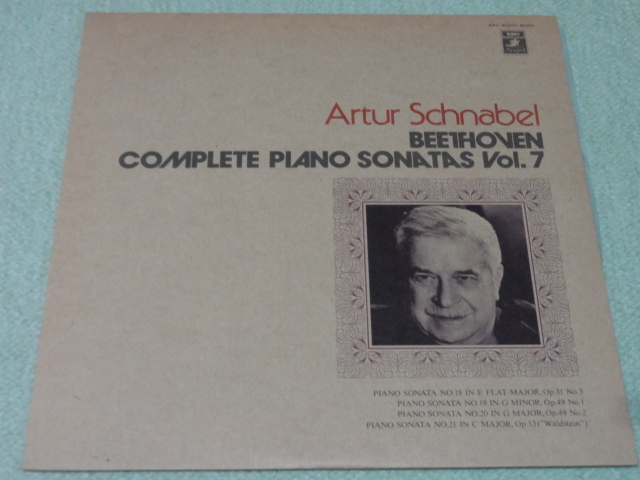 EMI
Artur Schnabel
BEETHOVEN
COMPLETE PIANO SONATAS Vol. 7
PIANO SONATA NO.18 IN E FLAT MAJOR, Op.31 No.3
PIANO SONATA NO.19 IN G MINOR, Op.49 No.1
PIANO SONATA NO.20 IN G MAJOR, Op.49 No.2
PIANO SONATA NO.21 IN C MAJOR, Op.53 ("Waldstein")